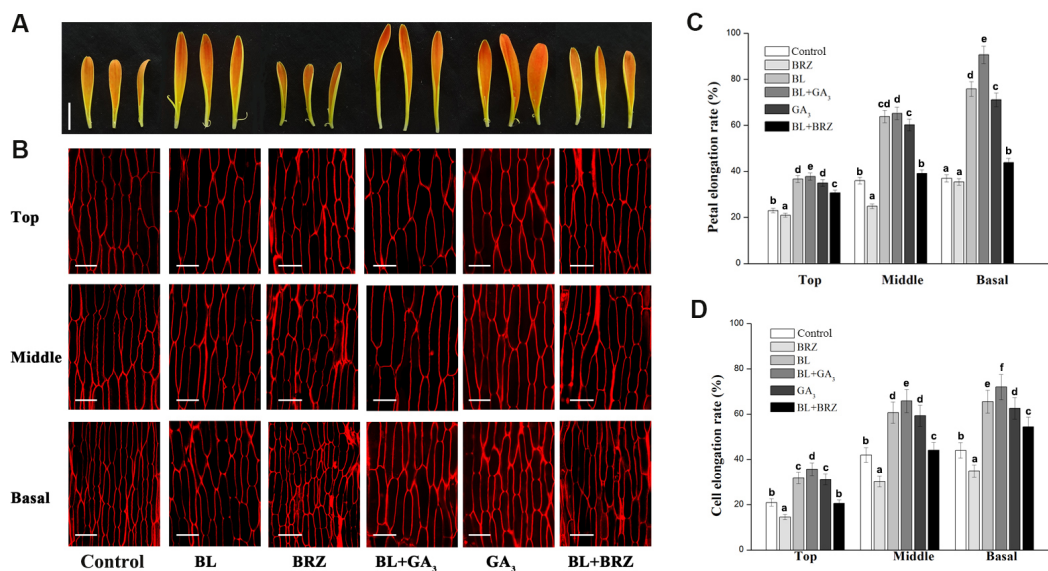 A
B
Top
Middle
Basal
Control BL BRZ BL+GA₃ GA₃ BL+BRZ
C
Petal elongation rate (%)
100
80
60
40
20
0
Control
BRZ
BL
BL+GA₃
GA₃
BL+BRZ
b a d e d c
b a cd d c b
a a d e c b
Top Middle Basal
D
Cell elongation rate (%)
100
80
60
40
20
0
Control
BRZ
BL
BL+GA₃
GA₃
BL+BRZ
b a c d c b
b a d e d c
b a e f d c
Top Middle Basal